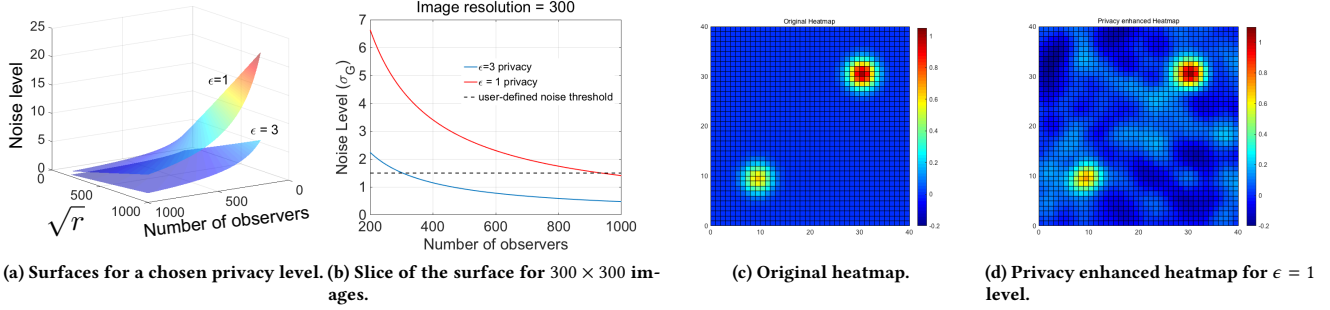 25
20
15
10
5
0
Noise level
ϵ=1
ϵ = 3
0
500
1000
√r
1000
500
0
Number of observers
Image resolution = 300
7
6
5
4
3
2
1
0
Noise Level (σG)
ϵ=3 privacy
ϵ = 1 privacy
user-defined noise threshold
200 400 600 800 1000
Number of observers
Original Heatmap
40
30
20
10
0
0 10 20 30 40
1
0.8
0.6
0.4
0.2
0
-0.2
Privacy enhanced Heatmap
40
30
20
10
0
0 10 20 30 40
1
0.8
0.6
0.4
0.2
0
-0.2
(a) Surfaces for a chosen privacy level.
(b) Slice of the surface for 300 × 300 im-
ages.
(c) Original heatmap.
(d) Privacy enhanced heatmap for ϵ = 1
level.